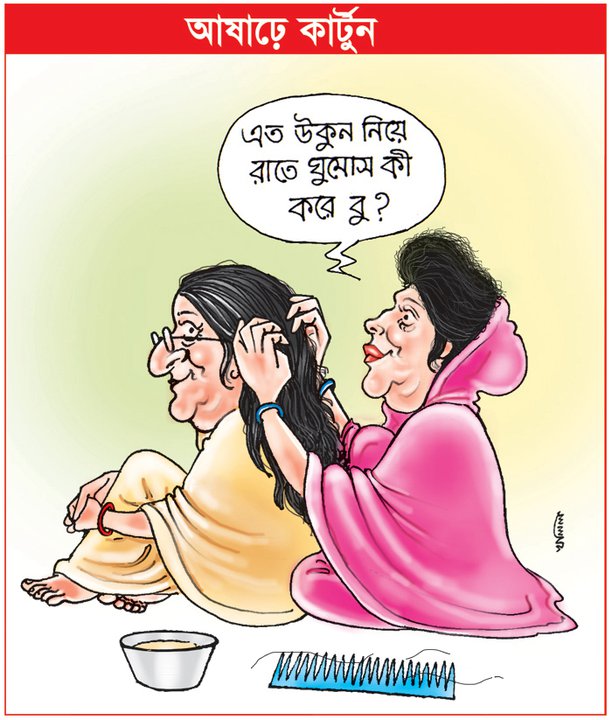 আষাঢ়ে কার্টুন
এত উকুন নিয়ে
রাতে ঘুমোস কী
করে বু?